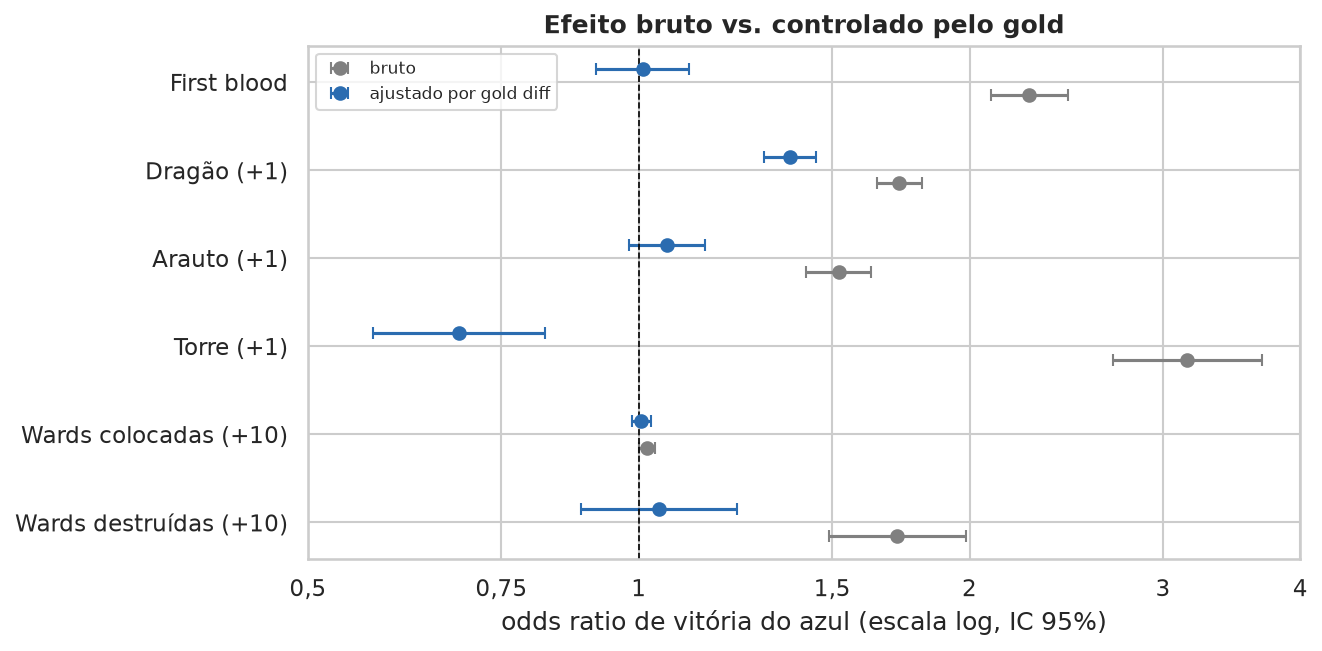 Efeito bruto vs. controlado pelo gold
bruto
ajustado por gold diff
First blood
Dragão (+1)
Arauto (+1)
Torre (+1)
Wards colocadas (+10)
Wards destruídas (+10)
0,5 0,75 1 1,5 2 3 4
odds ratio de vitória do azul (escala log, IC 95%)